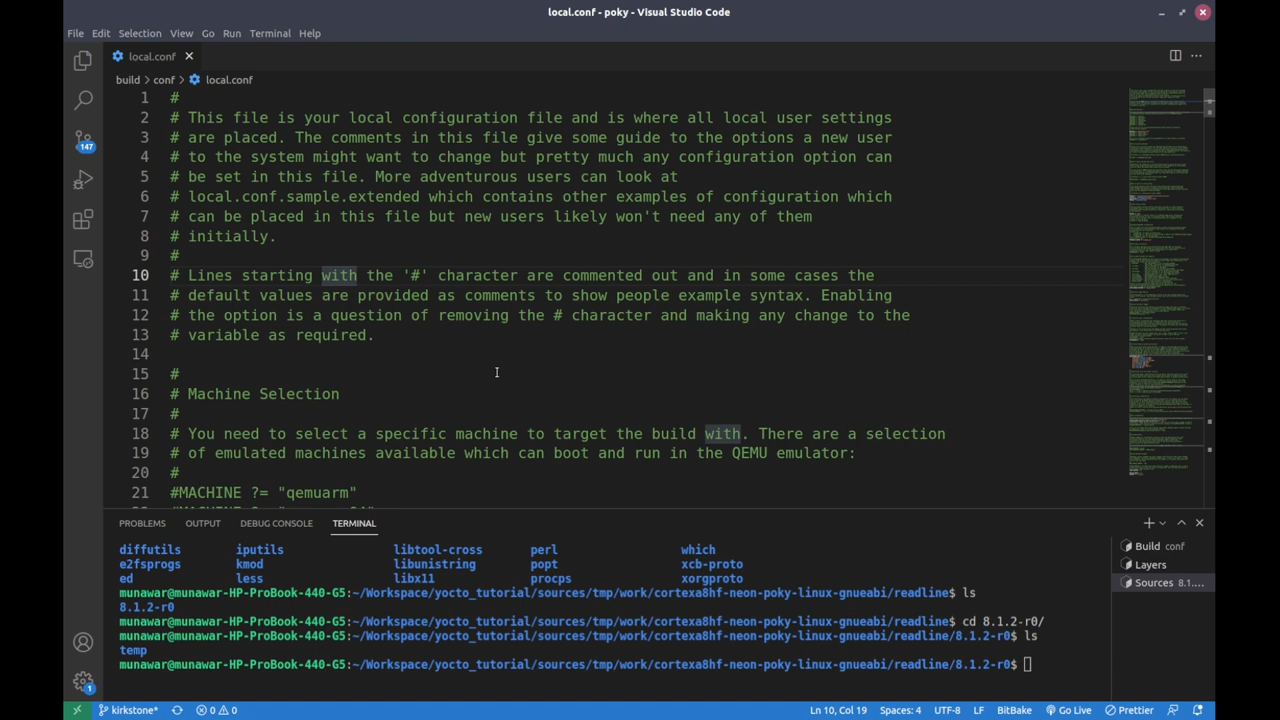 local.conf - poky - Visual Studio Code
File Edit Selection View Go Run Terminal Help
local.conf
build > conf > local.conf
1 #
2 # This file is your local configuration file and is where all local user settings
3 # are placed. The comments in this file give some guide to the options a new user
4 # to the system might want to change but pretty much any configuration option can
5 # be set in this file. More adventurous users can look at
6 # local.conf.sample.extended which contains other examples of configuration which
7 # can be placed in this file but new users likely won't need any of them
8 # initially.
9 #
10 # Lines starting with the '#' character are commented out and in some cases the
11 # default values are provided as comments to show people example syntax. Enabling
12 # the option is a question of removing the # character and making any change to the
13 # variable as required.
14
15 #
16 # Machine Selection
17 #
18 # You need to select a specific machine to target the build with. There are a selection
19 # of emulated machines available which can boot and run in the QEMU emulator:
20 #
21 #MACHINE ?= "qemuarm"
147
PROBLEMS OUTPUT DEBUG CONSOLE TERMINAL
diffutils iputils libtool-cross perl which
e2fsprogs kmod libunistring popt xcb-proto
ed less libx11 procps xorgproto
munawar@munawar-HP-ProBook-440-G5:~/Workspace/yocto_tutorial/sources/tmp/work/cortexa8hf-neon-poky-linux-gnueabi/readline$ ls
8.1.2-r0
munawar@munawar-HP-ProBook-440-G5:~/Workspace/yocto_tutorial/sources/tmp/work/cortexa8hf-neon-poky-linux-gnueabi/readline$ cd 8.1.2-r0/
munawar@munawar-HP-ProBook-440-G5:~/Workspace/yocto_tutorial/sources/tmp/work/cortexa8hf-neon-poky-linux-gnueabi/readline/8.1.2-r0$ ls
temp
munawar@munawar-HP-ProBook-440-G5:~/Workspace/yocto_tutorial/sources/tmp/work/cortexa8hf-neon-poky-linux-gnueabi/readline/8.1.2-r0$
Build conf
Layers
Sources 8.1....
1
kirkstone* 0 0 Ln 10, Col 19 Spaces: 4 UTF-8 LF BitBake Go Live Prettier